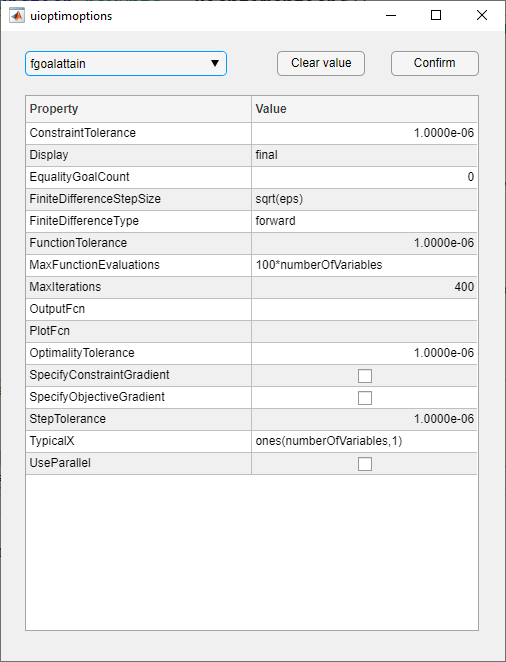 uioptimoptions
fgoalattain Clear value Confirm
Property Value
ConstraintTolerance 1.0000e-06
Display final
EqualityGoalCount 0
FiniteDifferenceStepSize sqrt(eps)
FiniteDifferenceType forward
FunctionTolerance 1.0000e-06
MaxFunctionEvaluations 100*numberOfVariables
MaxIterations 400
OutputFcn
PlotFcn
OptimalityTolerance 1.0000e-06
SpecifyConstraintGradient
SpecifyObjectiveGradient
StepTolerance 1.0000e-06
TypicalX ones(numberOfVariables,1)
UseParallel